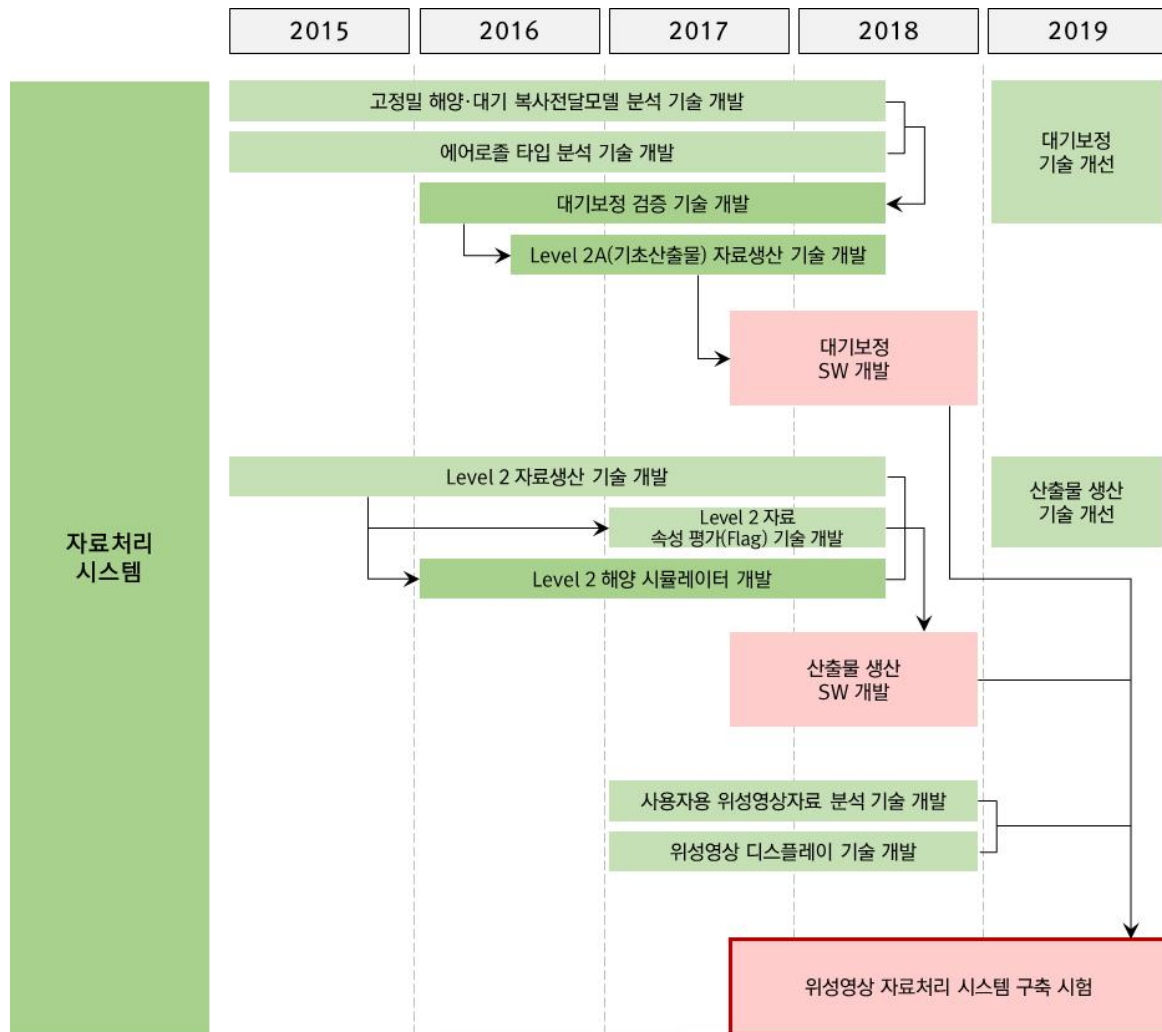 2015 2016 2017 2018 2019
자료처리
시스템
고정밀 해양·대기 복사전달모델 분석 기술 개발
에어로졸 타입 분석 기술 개발
대기보정 검증 기술 개발
Level 2A(기초산출물) 자료생산 기술 개발
대기보정
기술 개선
대기보정
SW 개발
Level 2 자료생산 기술 개발
Level 2 자료
속성 평가(Flag) 기술 개발
Level 2 해양 시뮬레이터 개발
산출물 생산
기술 개선
산출물 생산
SW 개발
사용자용 위성영상자료 분석 기술 개발
위성영상 디스플레이 기술 개발
위성영상 자료처리 시스템 구축 시험